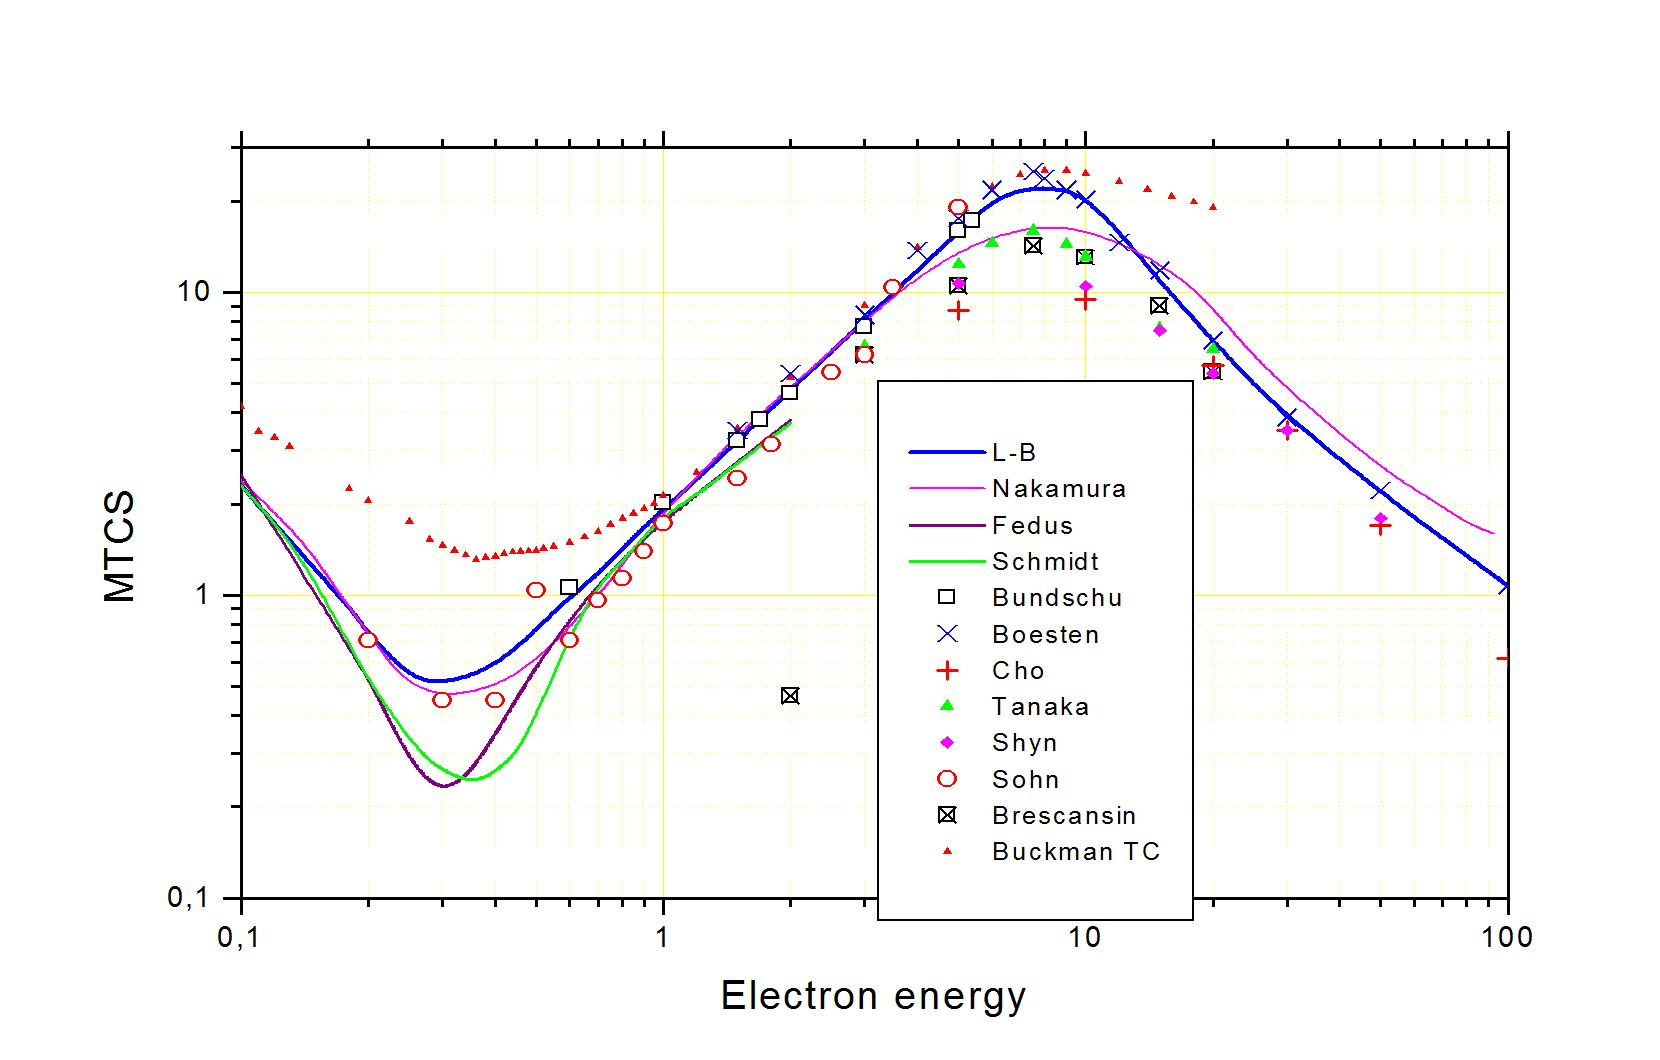 MTCS
10
1
0,1
L-B
Nakamura
Fedus
Schmidt
Bundschu
Boesten
Cho
Tanaka
Shyn
Sohn
Brescansin
Buckman TC
0,1 1 10 100
Electron energy